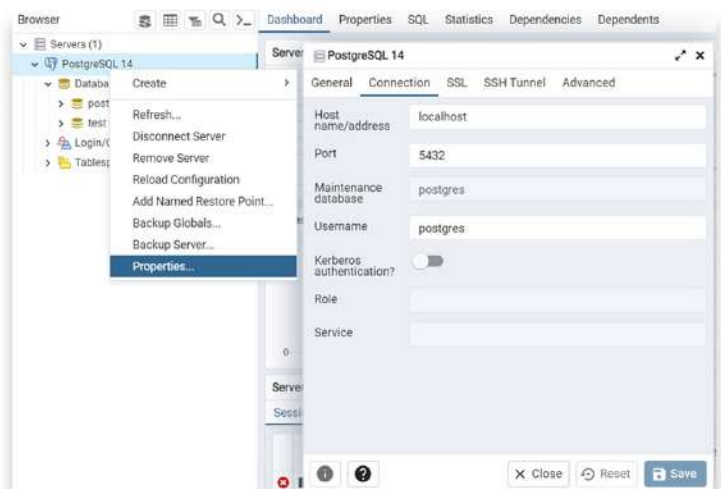 Browser
Dashboard Properties SQL Statistics Dependencies Dependents
Servers (1)
PostgreSQL 14
Databa
post
test
Login/
Tablesp
Create
Refresh...
Disconnect Server
Remove Server
Reload Configuration
Add Named Restore Point...
Backup Globals...
Backup Server...
Properties...
Server
0
Server
Sessi
PostgreSQL 14
General Connection SSL SSH Tunnel Advanced
Host
name/address
localhost
Port
5432
Maintenance
database
postgres
Username
postgres
Kerberos
authentication?
Role
Service
Close Reset Save